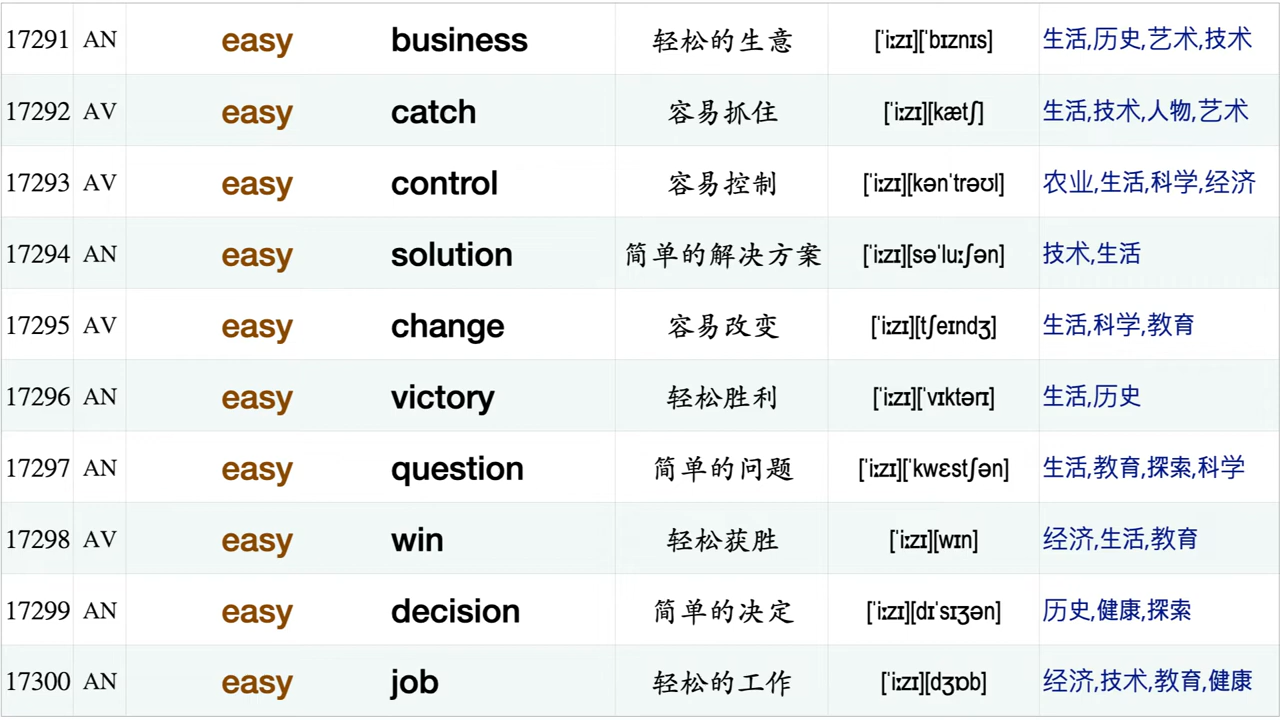 17291 AN easy business 轻松的生意 [ˈiːzɪ][ˈbɪznɪs] 生活,历史,艺术,技术
17292 AV easy catch 容易抓住 [ˈiːzɪ][kætʃ] 生活,技术,人物,艺术
17293 AV easy control 容易控制 [ˈiːzɪ][kənˈtrəʊl] 农业,生活,科学,经济
17294 AN easy solution 简单的解决方案 [ˈiːzɪ][səˈluːʃən] 技术,生活
17295 AV easy change 容易改变 [ˈiːzɪ][tʃeɪndʒ] 生活,科学,教育
17296 AN easy victory 轻松胜利 [ˈiːzɪ][ˈvɪktərɪ] 生活,历史
17297 AN easy question 简单的问题 [ˈiːzɪ][ˈkwɛstʃən] 生活,教育,探索,科学
17298 AV easy win 轻松获胜 [ˈiːzɪ][wɪn] 经济,生活,教育
17299 AN easy decision 简单的决定 [ˈiːzɪ][dɪˈsɪʒən] 历史,健康,探索
17300 AN easy job 轻松的工作 [ˈiːzɪ][dʒɒb] 经济,技术,教育,健康